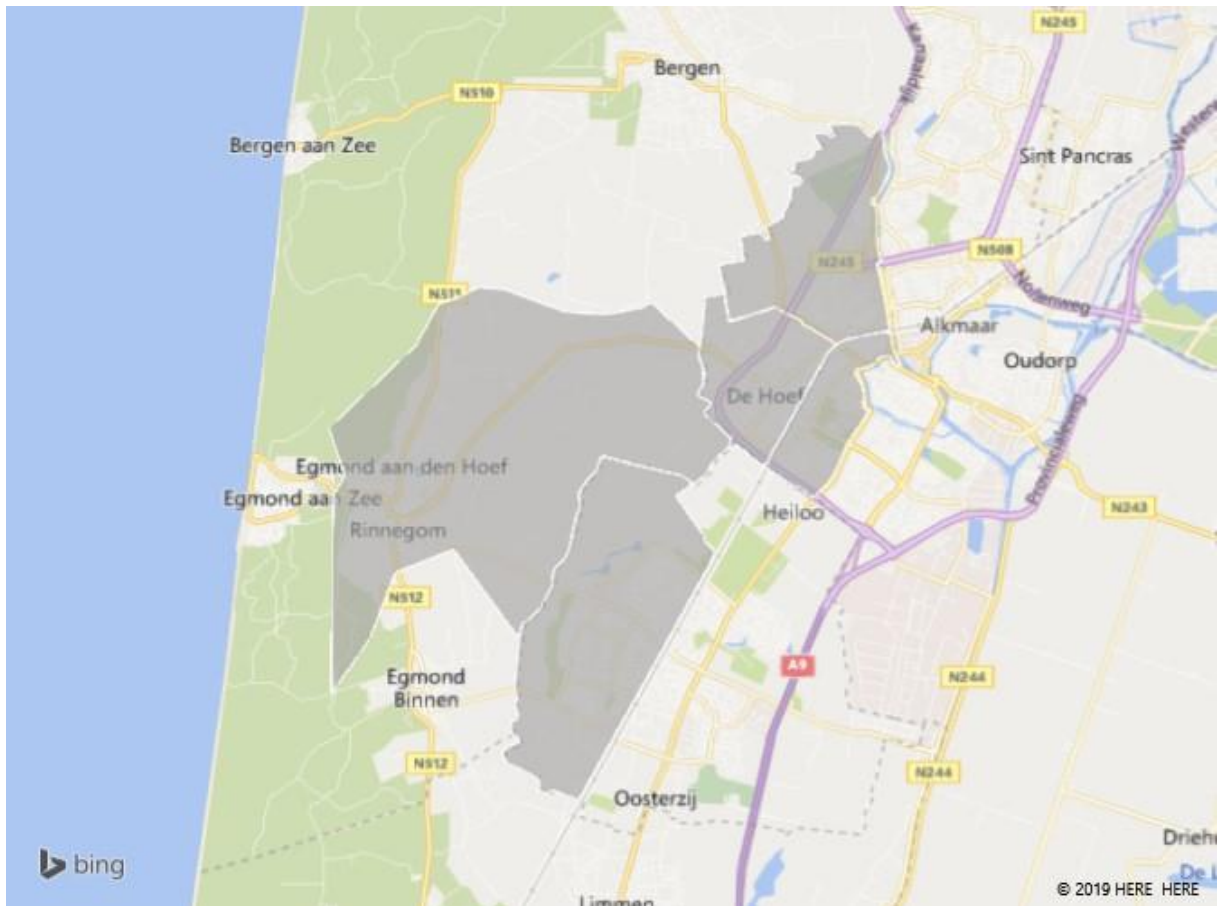 N245
Kanaaldijk
Bergen
N510
Bergen aan Zee
Sint Pancras
N245
N508
N511
Nollenweg
Alkmaar
Oudorp
De Hoef
Provincialeweg
Egmond aan den Hoef
Egmond aan Zee
Rinnegom
Heiloo
N243
N512
A9
Egmond
Binnen
N244
N512
N244
Oosterzij
bing
Limmen
© 2019 HERE HERE